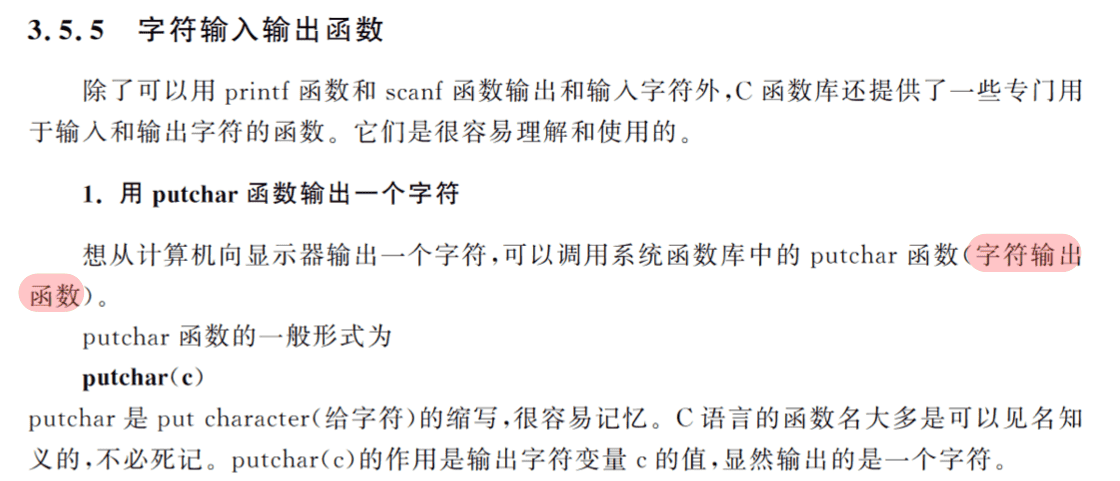 3.5.5 字符输入输出函数
除了可以用 printf 函数和 scanf 函数输出和输入字符外,C 函数库还提供了一些专门用
于输入和输出字符的函数。它们是很容易理解和使用的。
1. 用 putchar 函数输出一个字符
想从计算机向显示器输出一个字符,可以调用系统函数库中的 putchar 函数(字符输出
函数)。
putchar 函数的一般形式为
putchar(c)
putchar 是 put character(给字符)的缩写,很容易记忆。C 语言的函数名大多是可以见名知
义的,不必死记。putchar(c)的作用是输出字符变量 c 的值,显然输出的是一个字符。